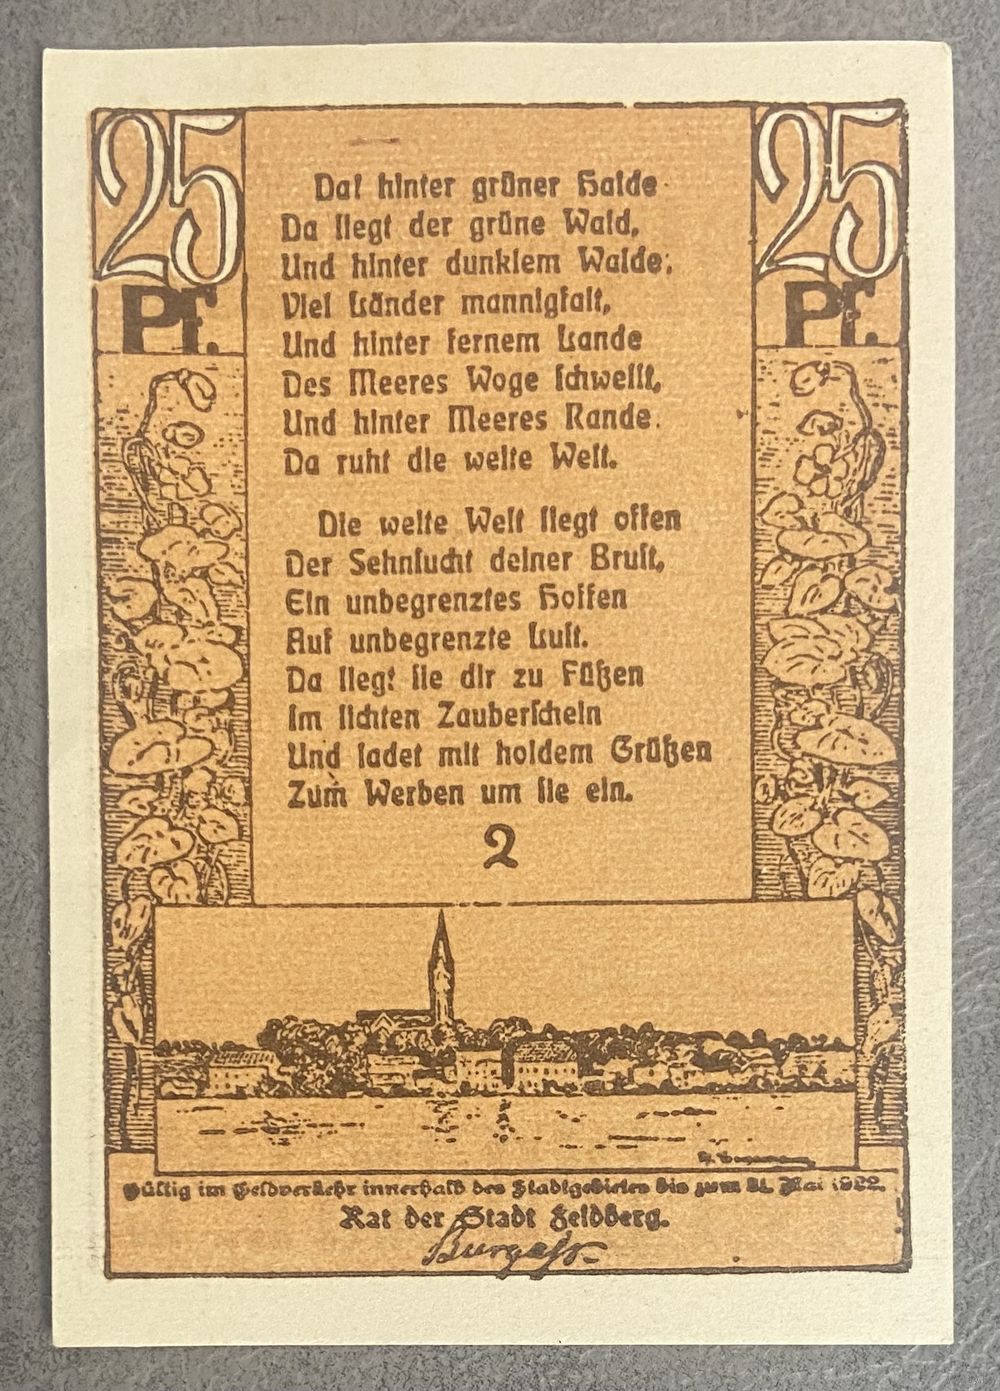 25
25
Pf.
Pf.
Daſ hinter grüner Halde
Da liegt der grüne Wald,
Und hinter dunklem Walde,
Viel Länder mannigfalt,
Und hinter fernem Lande
Des Meeres Woge ſchwellt,
Und hinter Meeres Rande
Da ruht die weite Welt.
Die weite Welt liegt offen
Der Sehnſucht deiner Bruſt,
Ein unbegrenztes Hoffen
Auf unbegrenzte Luſt.
Da liegt ſie dir zu Füßen
Im lichten Zauberſchein
Und ladet mit holdem Grüßen
Zum Werben um ſie ein.
2
Gültig im Geldverkehr innerhalb des Stadtgebietes bis zum 31. Mai 1922.
Rat der Stadt Feldberg.